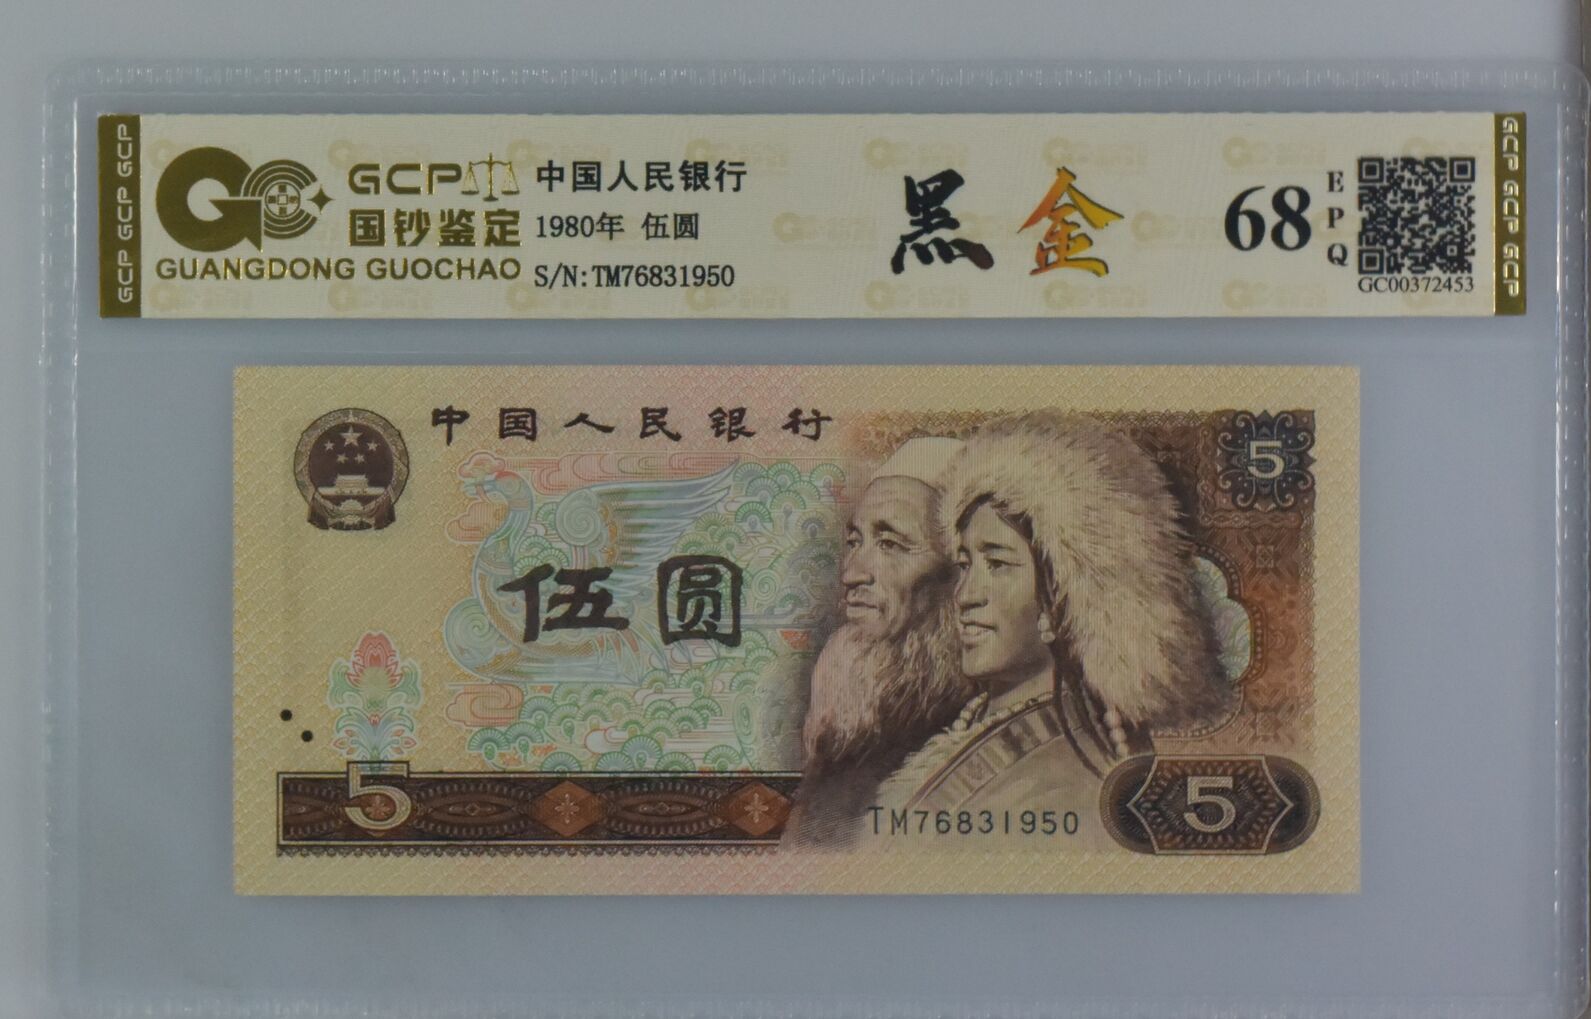 GCP GCP GCP
GCP
国钞鉴定
GUANGDONG GUOCHAO
中国人民银行
1980年 伍圆
S/N:TM76831950
黑金
68
EPQ
GC00372453
GCP GCP GCP
中国人民银行
5
伍圆
5
TM76831950
5